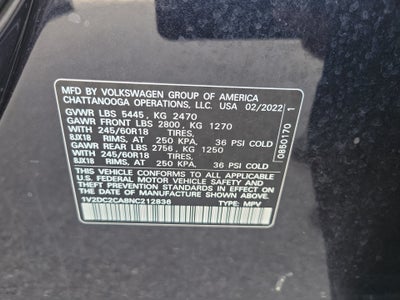 MFD BY VOLKSWAGEN GROUP OF AMERICA
CHATTANOOGA OPERATIONS, LLC. USA 02/2022
GVWR LBS 5445, KG 2470
GAWR FRONT LBS 2800, KG 1270
WITH 245/60R18 TIRES,
8JX18 RIMS, AT 250 KPA. 36 PSI COLD
GAWR REAR LBS 2756, KG 1250
WITH 245/60R18 TIRES,
8JX18 RIMS, AT 250 KPA. 36 PSI COLD
THIS VEHICLE CONFORMS TO ALL APPLICABLE
FEDERAL MOTOR VEHICLE SAFETY AND THEFT
PREVENTION STANDARDS IN EFFECT ON
THE DATE OF MANUFACTURE SHOWN ABOVE.
1V2DC2CA8NC212836 TYPE: MPV
0850170 1